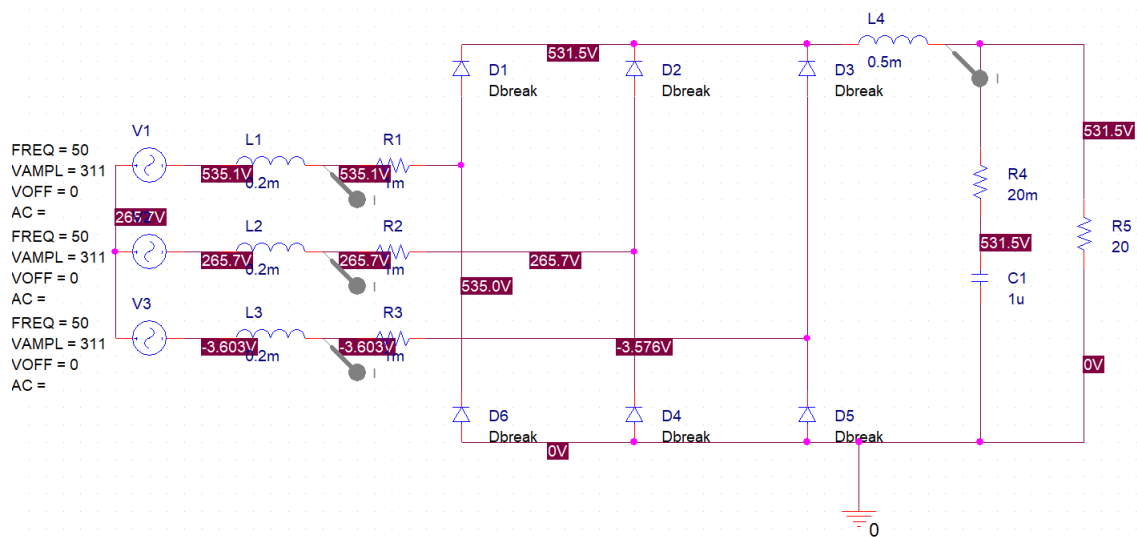 L4
0.5m
I
531.5V
D1
Dbreak
D2
Dbreak
D3
Dbreak
V1
FREQ = 50
VAMPL = 311
VOFF = 0
AC =
L1
535.1V
0.2m
R1
535.1V
1m
I
531.5V
R4
20m
265.7V
FREQ = 50
VAMPL = 311
VOFF = 0
AC =
L2
265.7V
0.2m
R2
265.7V
1m
I
265.7V
535.0V
531.5V
R5
20
C1
1u
V3
FREQ = 50
VAMPL = 311
VOFF = 0
AC =
L3
-3.603V
0.2m
R3
-3.603V
1m
I
-3.576V
0V
D6
Dbreak
D4
Dbreak
D5
Dbreak
0V
0